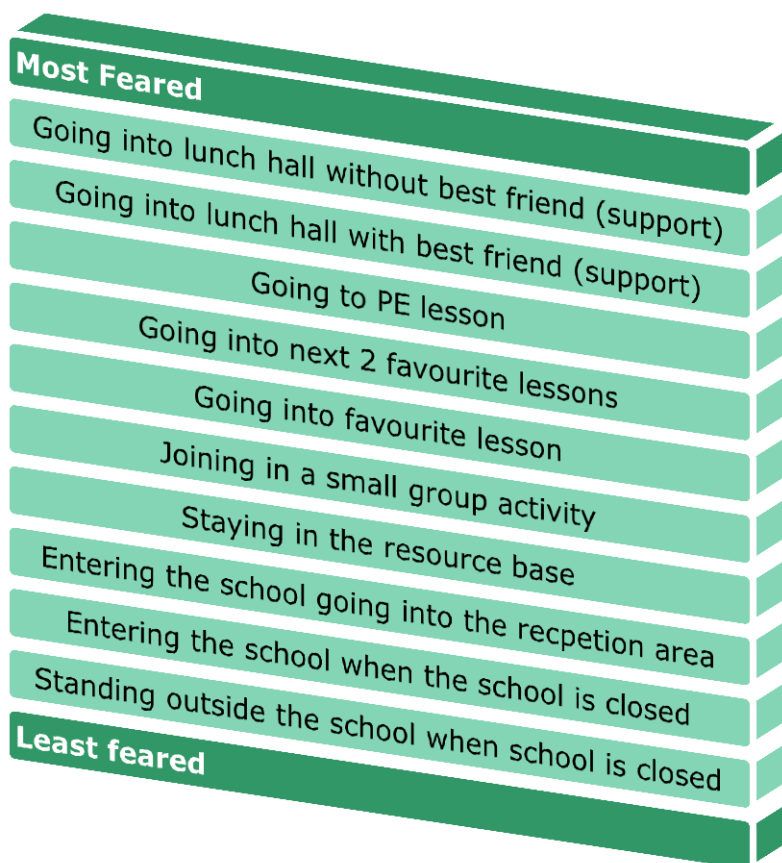 Most Feared
Going into lunch hall without best friend (support)
Going into lunch hall with best friend (support)
Going to PE lesson
Going into next 2 favourite lessons
Going into favourite lesson
Joining in a small group activity
Staying in the resource base
Entering the school going into the recpetion area
Entering the school when the school is closed
Standing outside the school when school is closed
Least feared